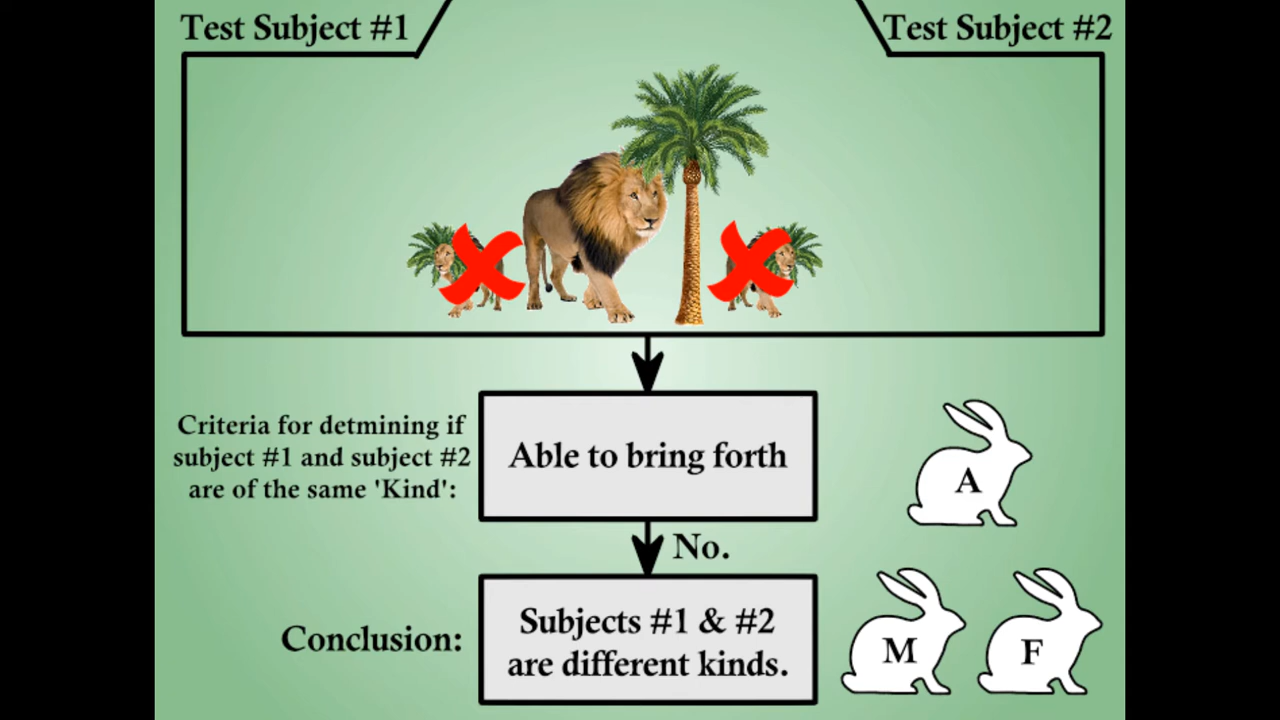 Test Subject #1
Test Subject #2
Criteria for detmining if
subject #1 and subject #2
are of the same 'Kind':
Able to bring forth
A
No.
Conclusion:
Subjects #1 & #2
are different kinds.
M
F